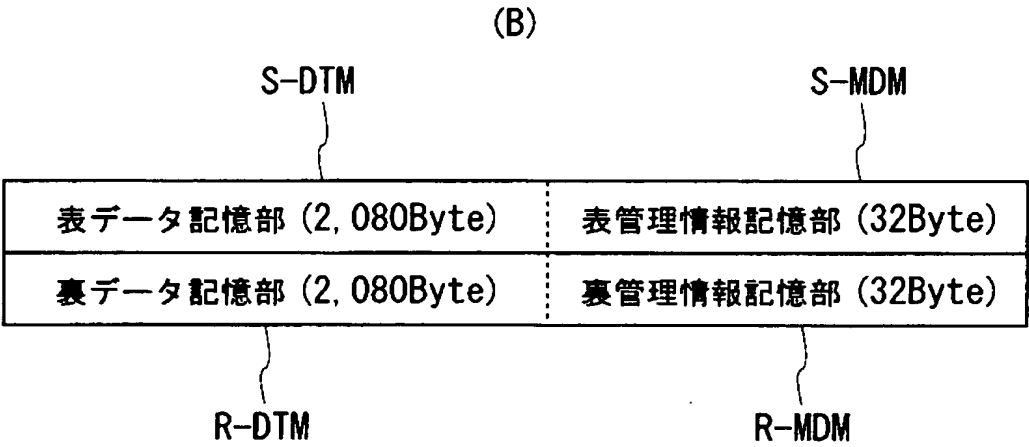 (B)
S-DTM S-MDM
表データ記憶部 (2,080Byte) 表管理情報記憶部 (32Byte)
裏データ記憶部 (2,080Byte) 裏管理情報記憶部 (32Byte)
R-DTM R-MDM